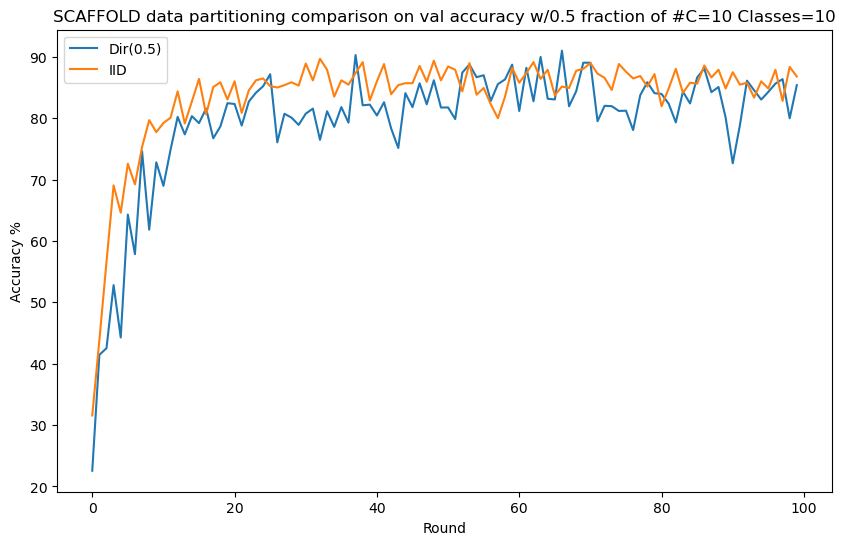 SCAFFOLD data partitioning comparison on val accuracy w/0.5 fraction of #C=10 Classes=10
Dir(0.5)
IID
Accuracy %
90
80
70
60
50
40
30
20
0
20
40
60
80
100
Round